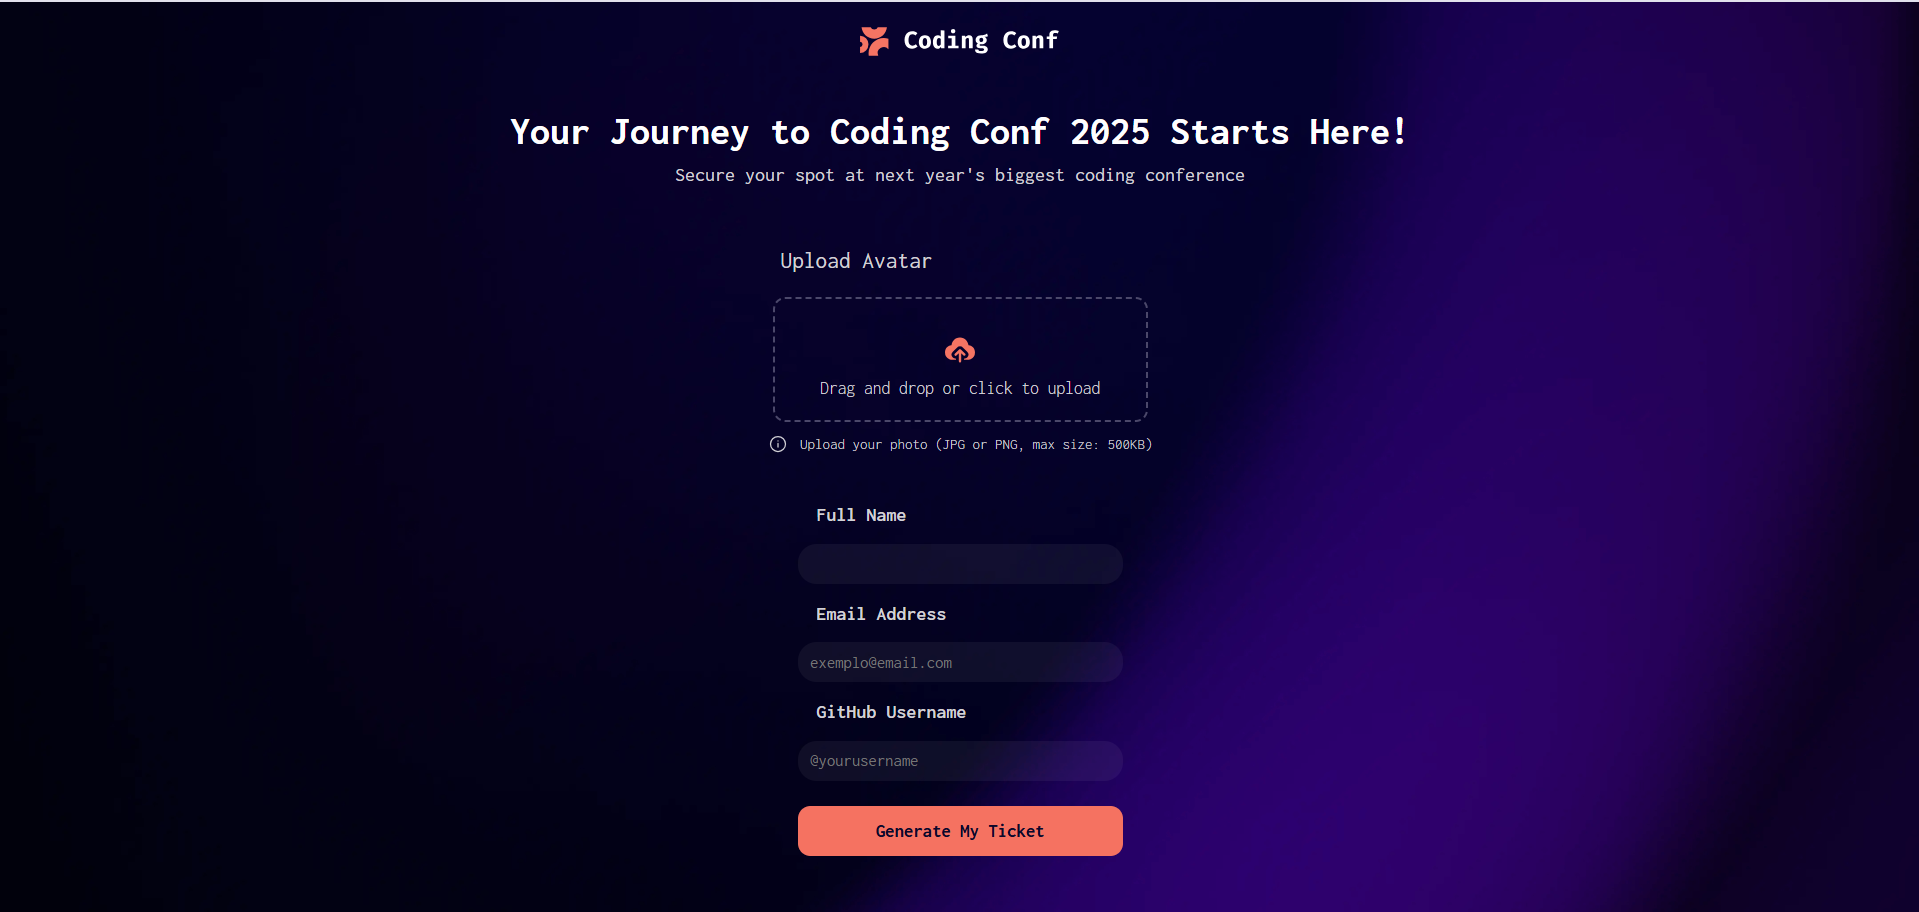 Coding Conf
Your Journey to Coding Conf 2025 Starts Here!
Secure your spot at next year's biggest coding conference
Upload Avatar
Drag and drop or click to upload
Upload your photo (JPG or PNG, max size: 500KB)
Full Name
Email Address
exemplo@email.com
GitHub Username
@yourusername
Generate My Ticket